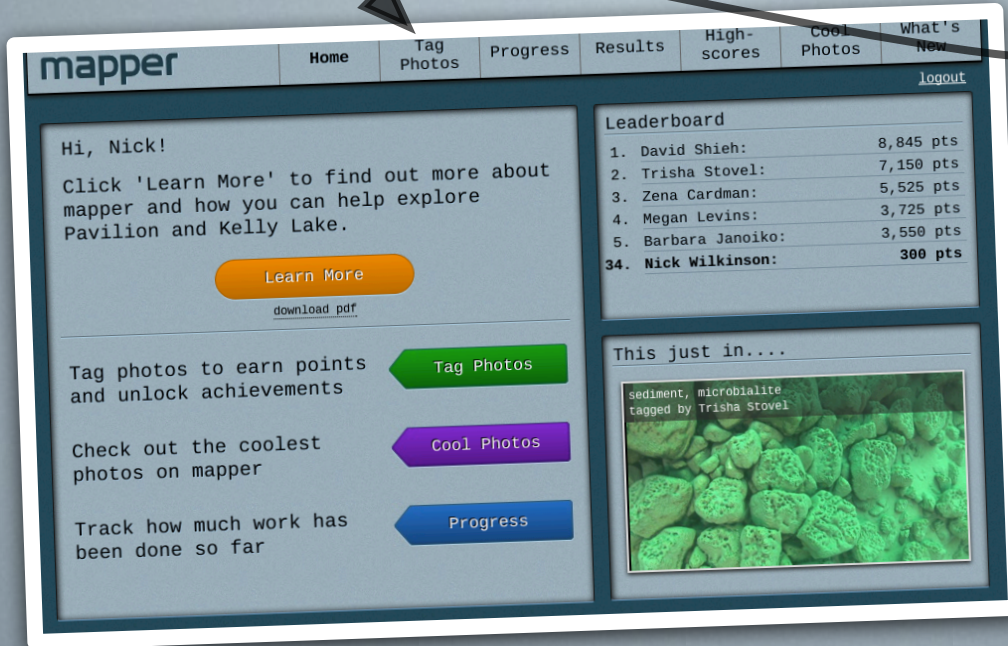 mapper
Home
Tag
Photos
Progress
Results
High-
scores
Cool
Photos
What's
New
logout
Hi, Nick!
Click 'Learn More' to find out more about
mapper and how you can help explore
Pavilion and Kelly Lake.
Learn More
download pdf
Tag photos to earn points
and unlock achievements
Tag Photos
Check out the coolest
photos on mapper
Cool Photos
Track how much work has
been done so far
Progress
Leaderboard
1. David Shieh: 8,845 pts
2. Trisha Stovel: 7,150 pts
3. Zena Cardman: 5,525 pts
4. Megan Levins: 3,725 pts
5. Barbara Janoiko: 3,550 pts
34. Nick Wilkinson: 300 pts
This just in....
sediment, microbialite
tagged by Trisha Stovel